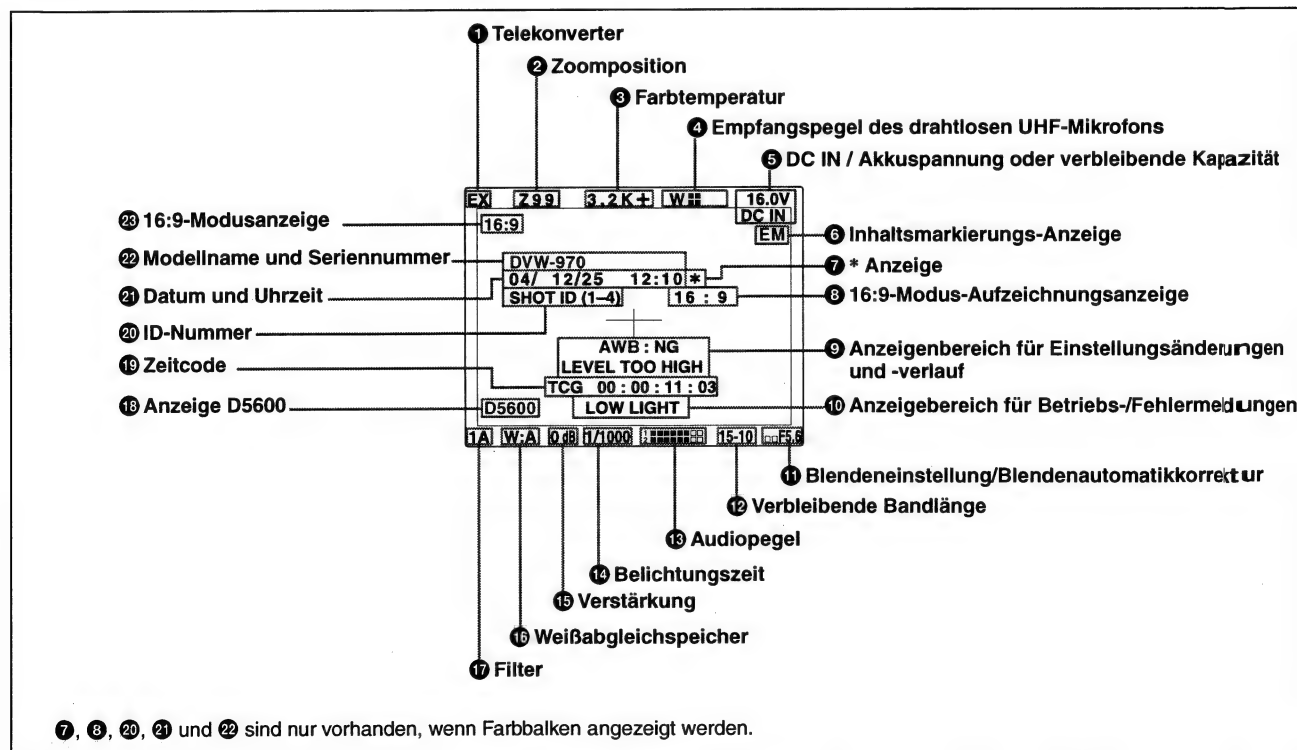 ❶ Telekonverter
❷ Zoomposition
❸ Farbtemperatur
❹ Empfangspegel des drahtlosen UHF-Mikrofons
❺ DC IN / Akkuspannung oder verbleibende Kapazität
EX Z99 3.2K+ W 16.0V
DC IN
㉓ 16:9-Modusanzeige
16:9
EM
❻ Inhaltsmarkierungs-Anzeige
㉒ Modellname und Seriennummer
DVW-970
❼ * Anzeige
㉑ Datum und Uhrzeit
04/ 12/25 12:10 *
SHOT ID (1–4) 16 : 9
❽ 16:9-Modus-Aufzeichnungsanzeige
⓴ ID-Nummer
AWB : NG
LEVEL TOO HIGH
❾ Anzeigenbereich für Einstellungsänderungen
und -verlauf
⓳ Zeitcode
TCG 00 : 00 : 11 : 03
⓲ Anzeige D5600
D5600
LOW LIGHT
❿ Anzeigebereich für Betriebs-/Fehlermeldungen
1A W:A 0 dB 1/1000 1 2 15-10 F5.6
⓫ Blendeneinstellung/Blendenautomatikkorrektur
⓬ Verbleibende Bandlänge
⓭ Audiopegel
⓮ Belichtungszeit
⓯ Verstärkung
⓰ Weißabgleichspeicher
⓱ Filter
❼, ❽, ⓴, ㉑ und ㉒ sind nur vorhanden, wenn Farbbalken angezeigt werden.